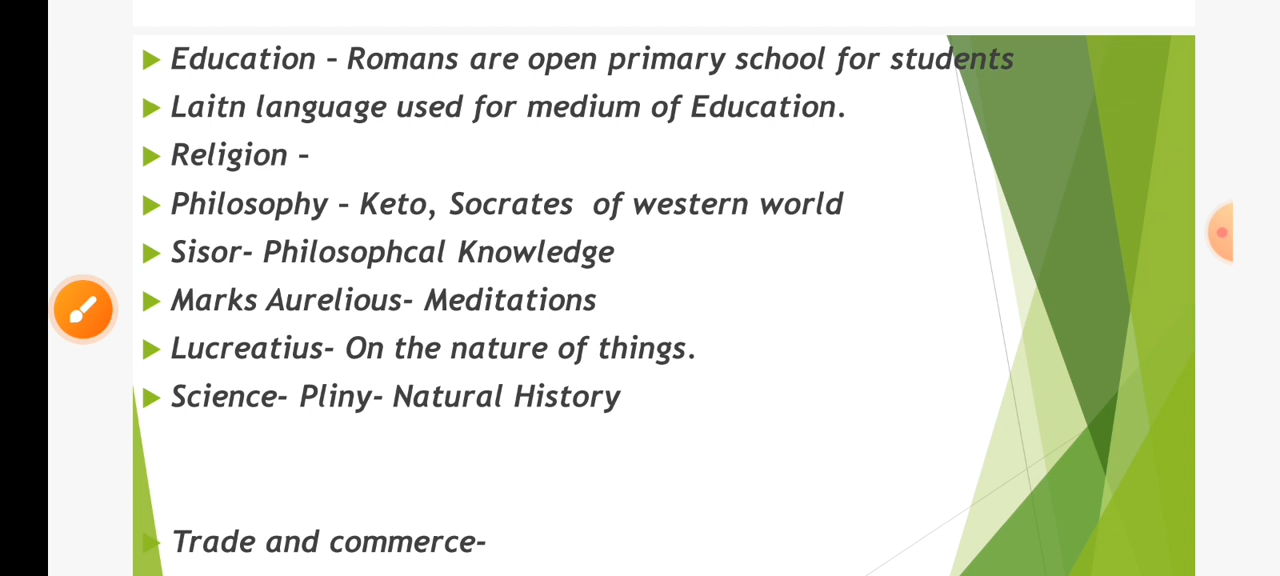 Education – Romans are open primary school for students
Laitn language used for medium of Education.
Religion –
Philosophy – Keto, Socrates of western world
Sisor- Philosophcal Knowledge
Marks Aurelious- Meditations
Lucreatius- On the nature of things.
Science- Pliny- Natural History
Trade and commerce-